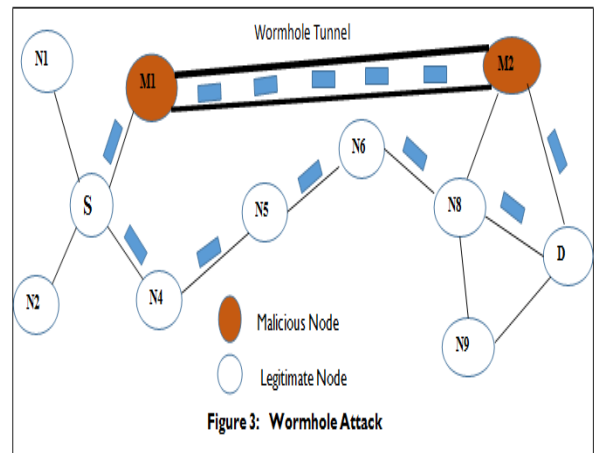 Wormhole Tunnel
N1
M1
M2
N6
S
N5
N8
N2
N4
D
N9
Malicious Node
Legitimate Node
Figure 3: Wormhole Attack